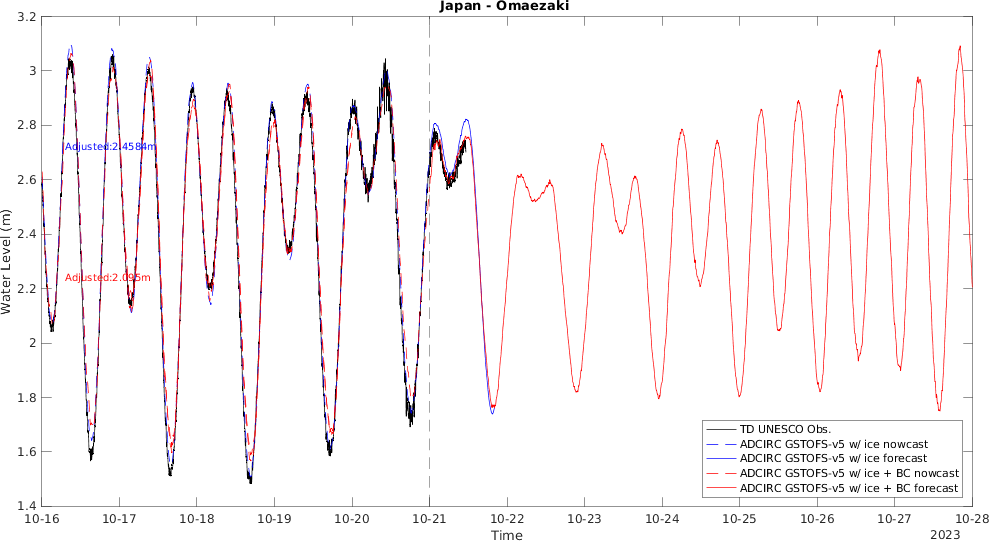 Japan - Omaezaki
3.2
3
2.8
2.6
2.4
2.2
2
1.8
1.6
1.4
Water Level (m)
Adjusted:2.4584m
Adjusted:2.095m
TD UNESCO Obs.
ADCIRC GSTOFS-v5 w/ ice nowcast
ADCIRC GSTOFS-v5 w/ ice forecast
ADCIRC GSTOFS-v5 w/ ice + BC nowcast
ADCIRC GSTOFS-v5 w/ ice + BC forecast
10-16 10-17 10-18 10-19 10-20 10-21 10-22 10-23 10-24 10-25 10-26 10-27 10-28
Time
2023